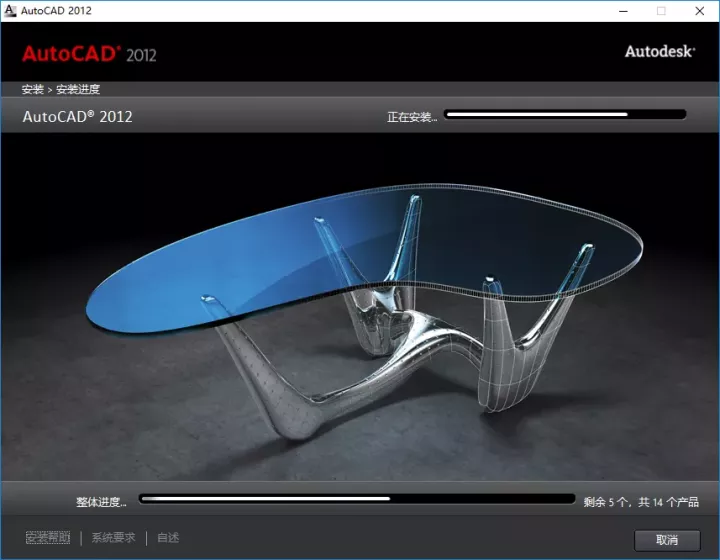 AutoCAD 2012
AutoCAD® 2012
Autodesk®
安装 > 安装进度
AutoCAD® 2012
正在安装...
整体进度...
剩余 5 个，共 14 个产品
安装帮助 | 系统要求 | 自述
取消